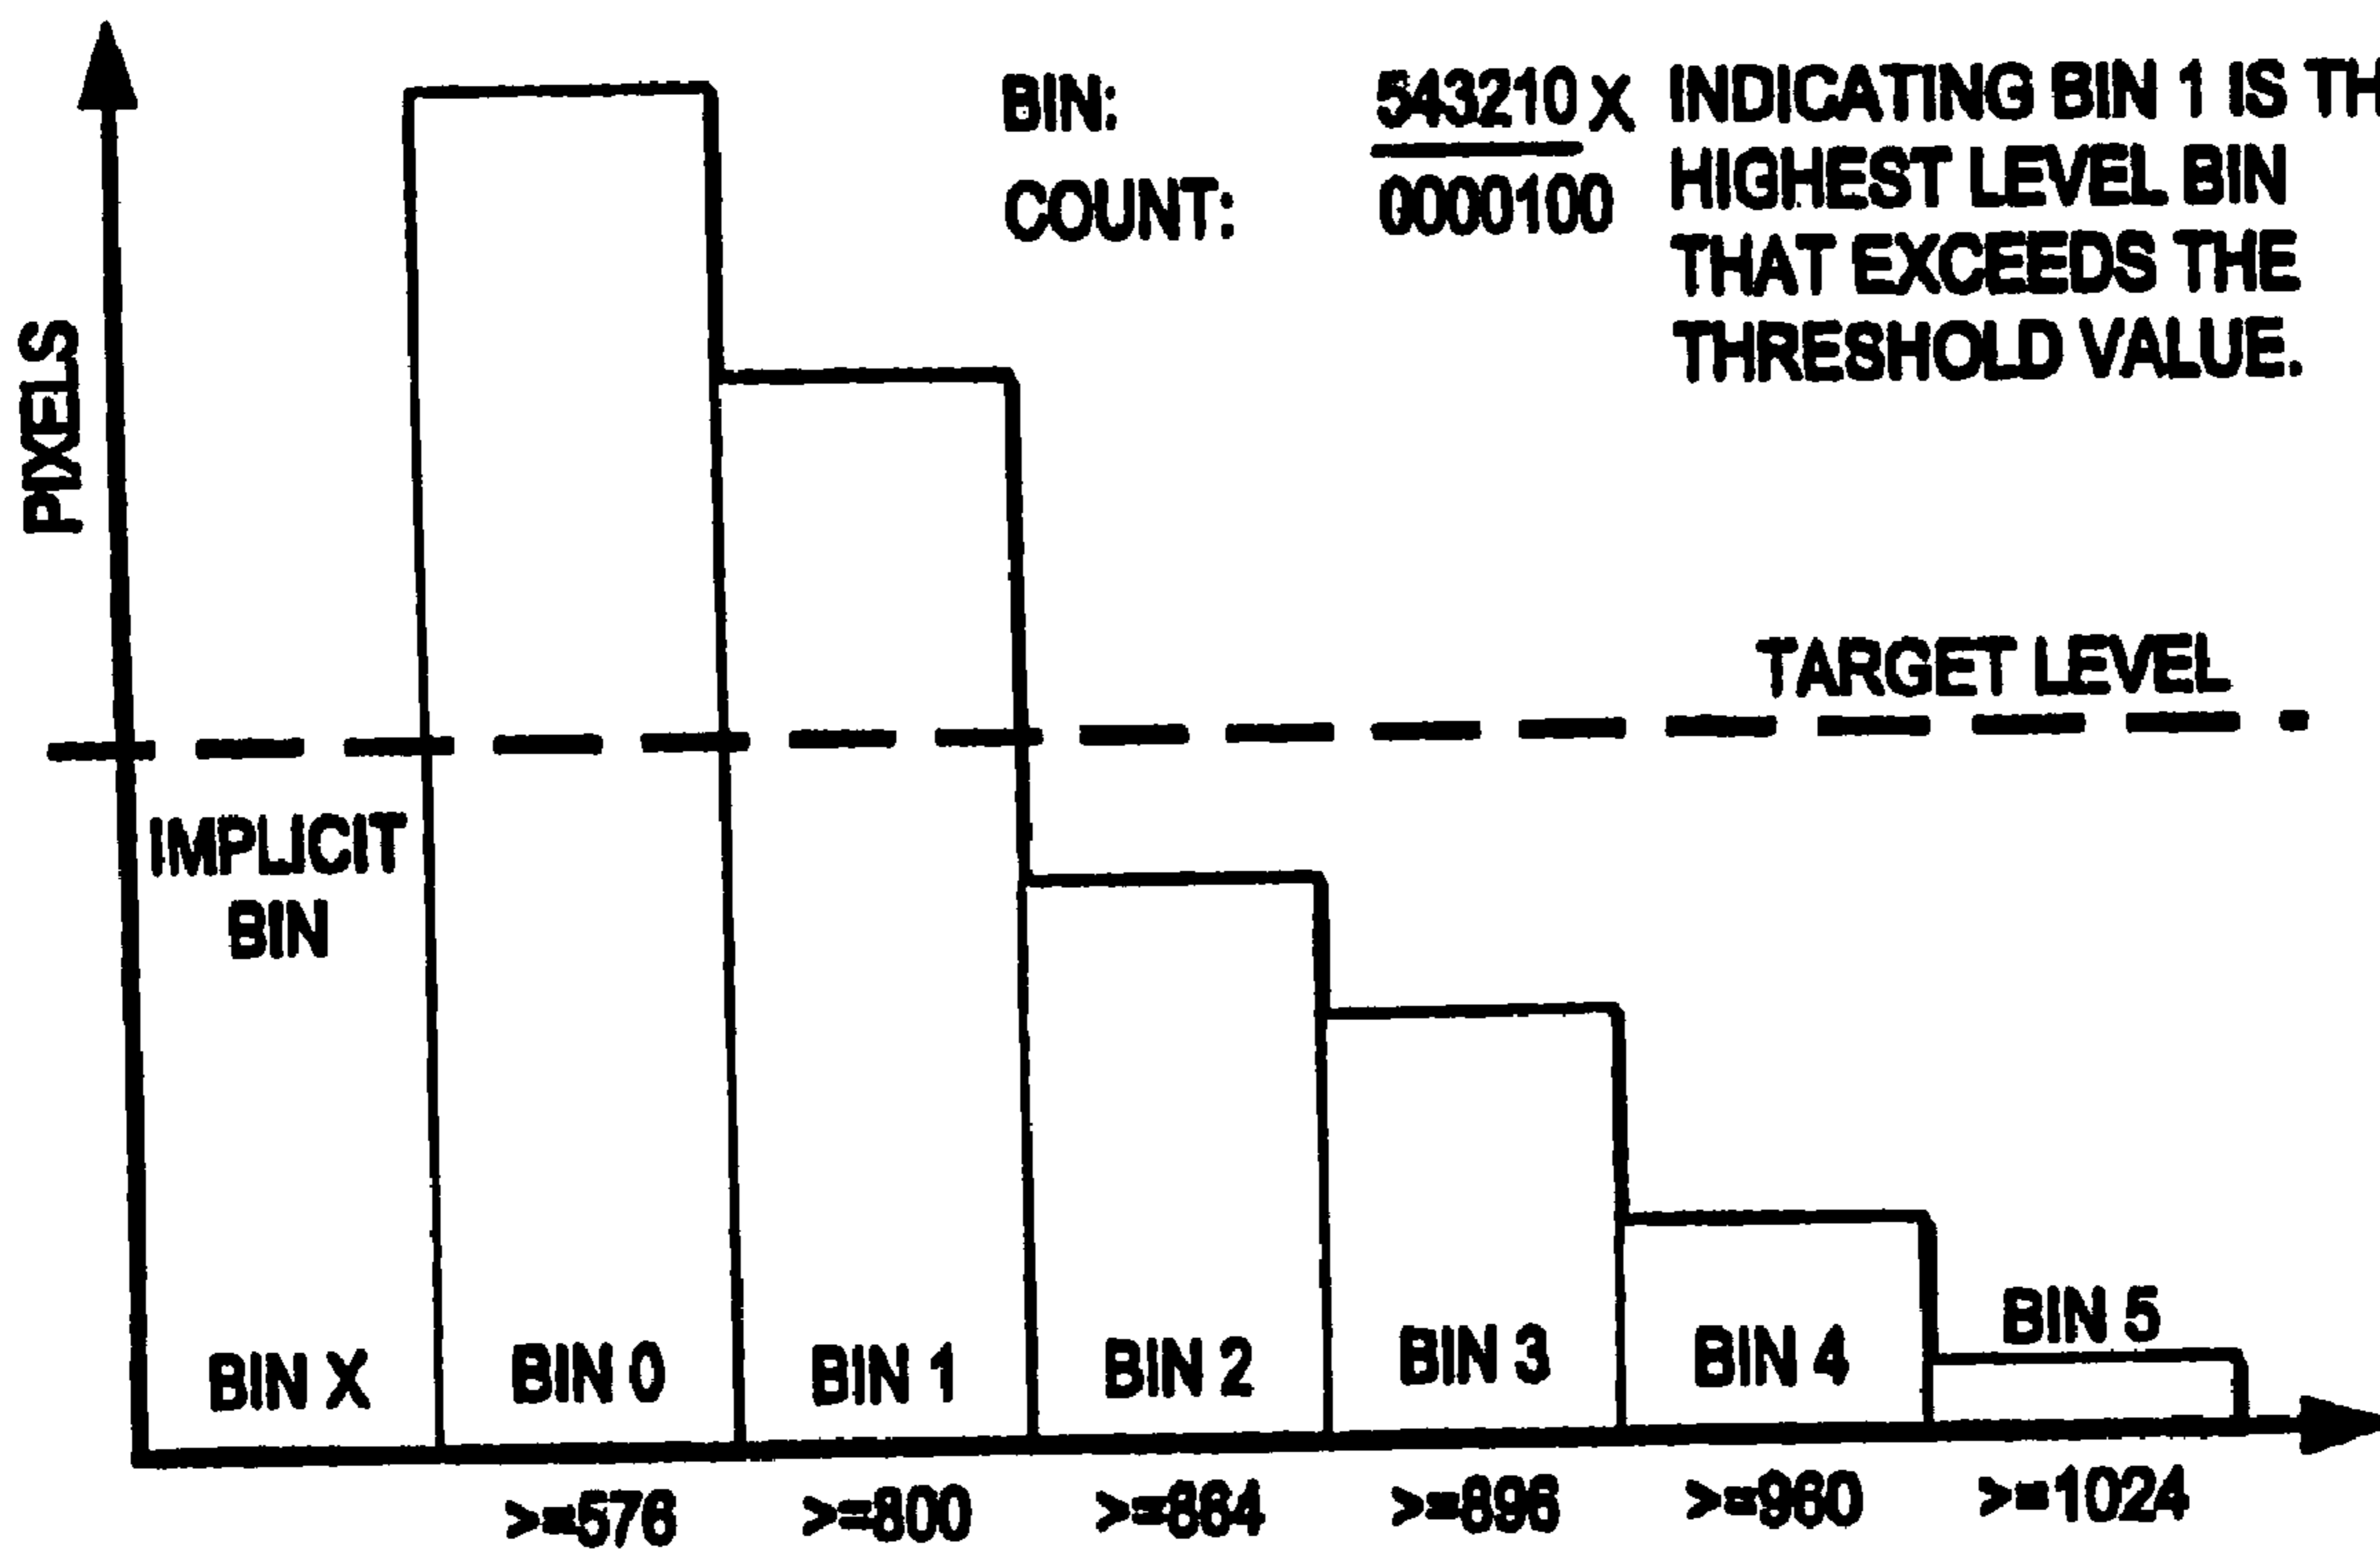 BIN: 543210 X
COUNT: 0000100
INDICATING BIN 1 IS TH
HIGHEST LEVEL BIN
THAT EXCEEDS THE
THRESHOLD VALUE.
PIXELS
TARGET LEVEL
IMPLICIT
BIN
BIN X
BIN 0
BIN 1
BIN 2
BIN 3
BIN 4
BIN 5
>=576
>=800
>=864
>=896
>=960
>=1024